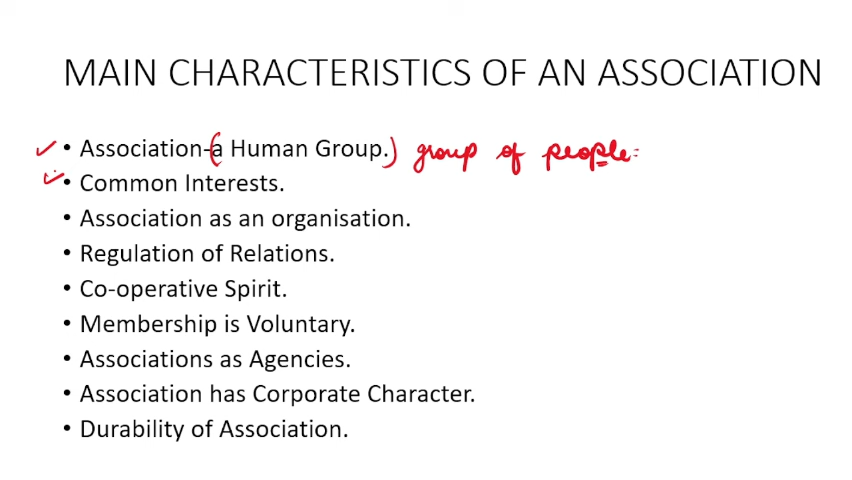 MAIN CHARACTERISTICS OF AN ASSOCIATION
• Association-(a Human Group.) group of people
• Common Interests.
• Association as an organisation.
• Regulation of Relations.
• Co-operative Spirit.
• Membership is Voluntary.
• Associations as Agencies.
• Association has Corporate Character.
• Durability of Association.